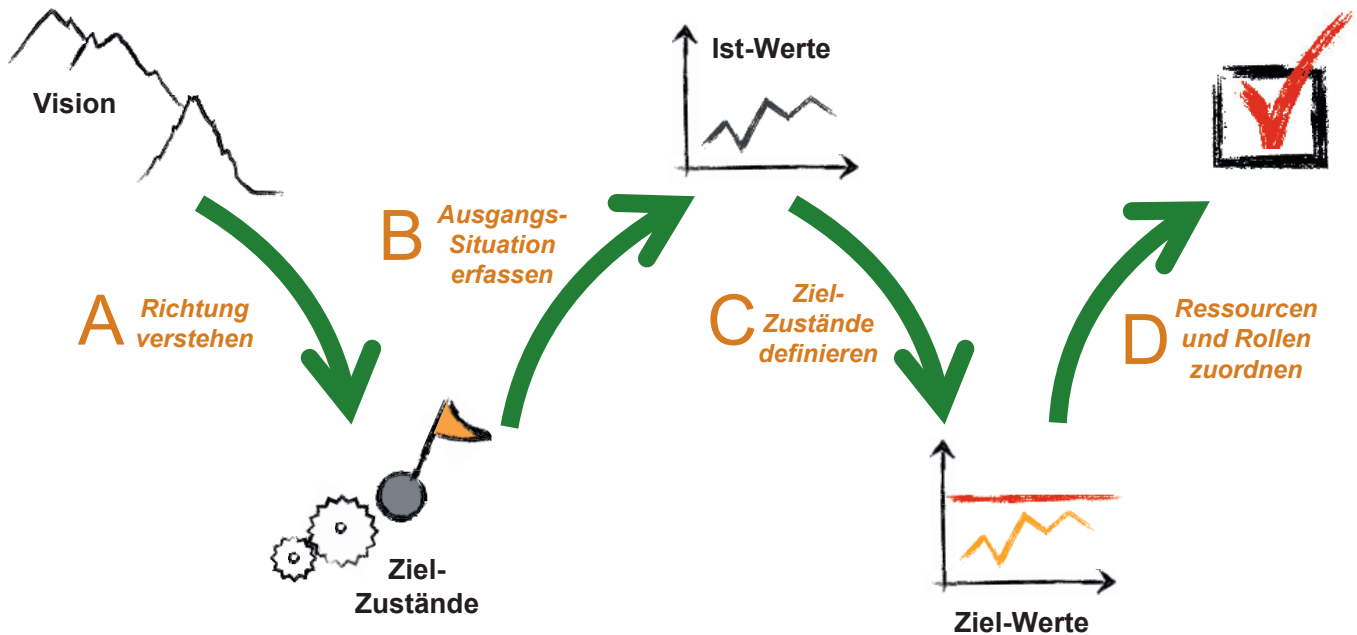 Vision
A
Richtung
verstehen
Ziel-
Zustände
B
Ausgangs-
Situation
erfassen
Ist-Werte
C
Ziel-
Zustände
definieren
Ziel-Werte
D
Ressourcen
und Rollen
zuordnen